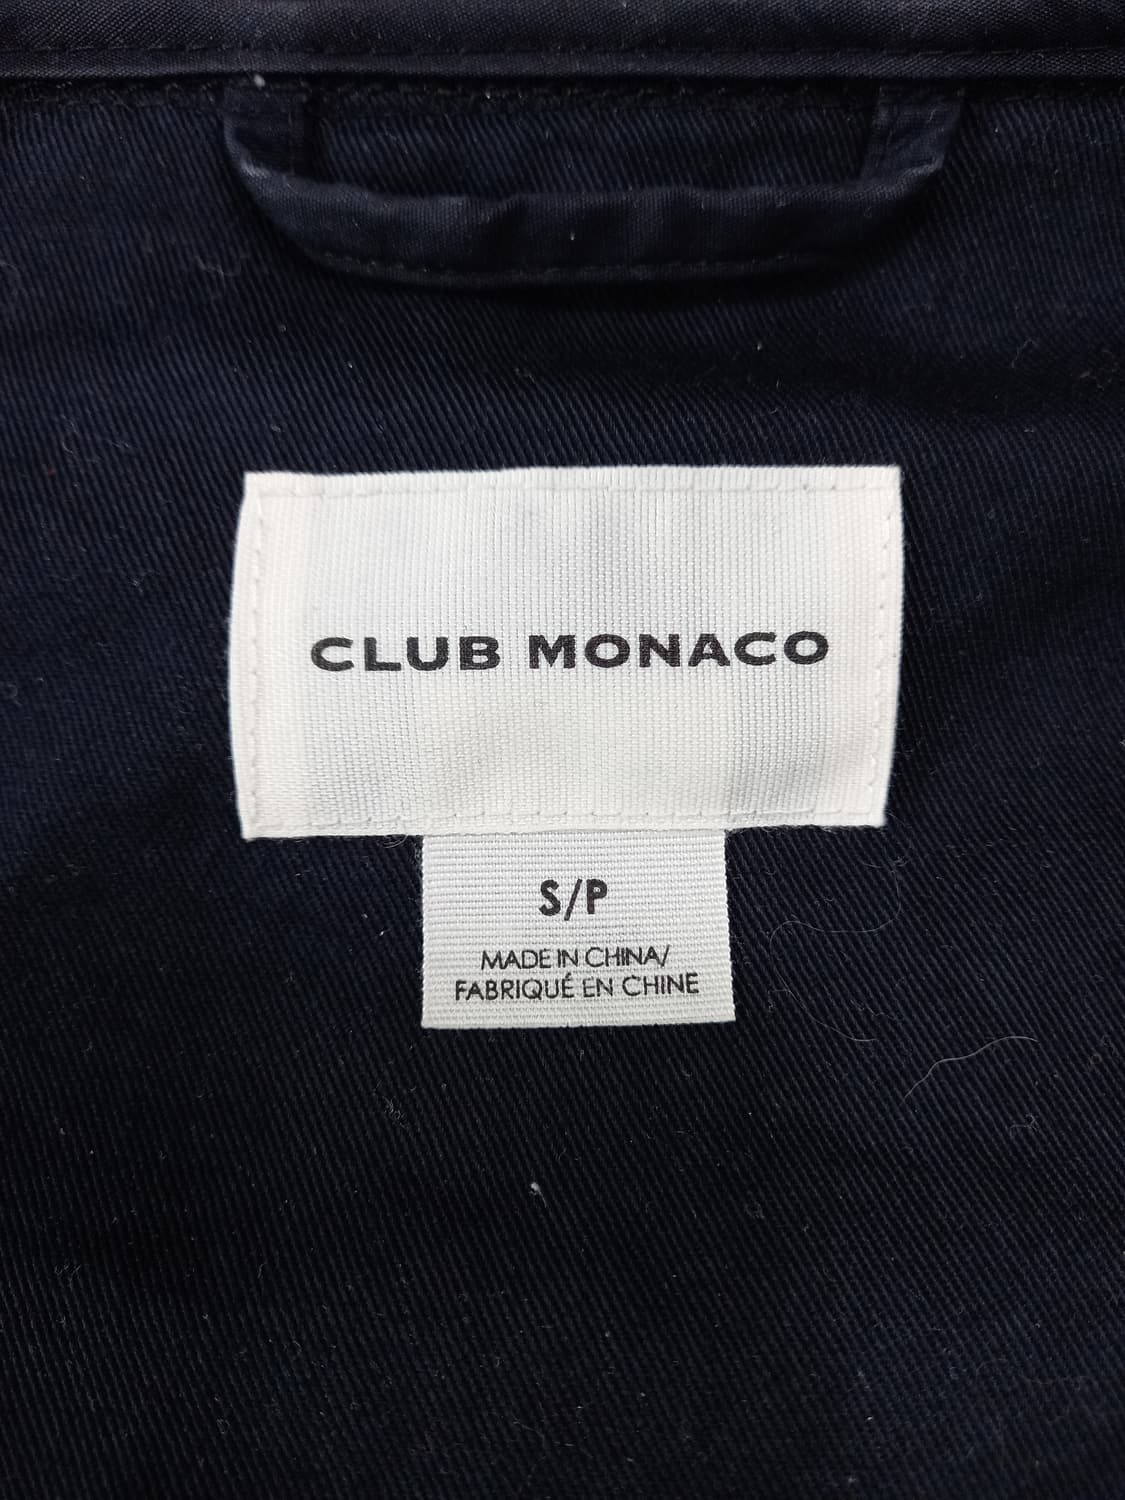 CLUB MONACO
S/P
MADE IN CHINA/
FABRIQUÉ EN CHINE